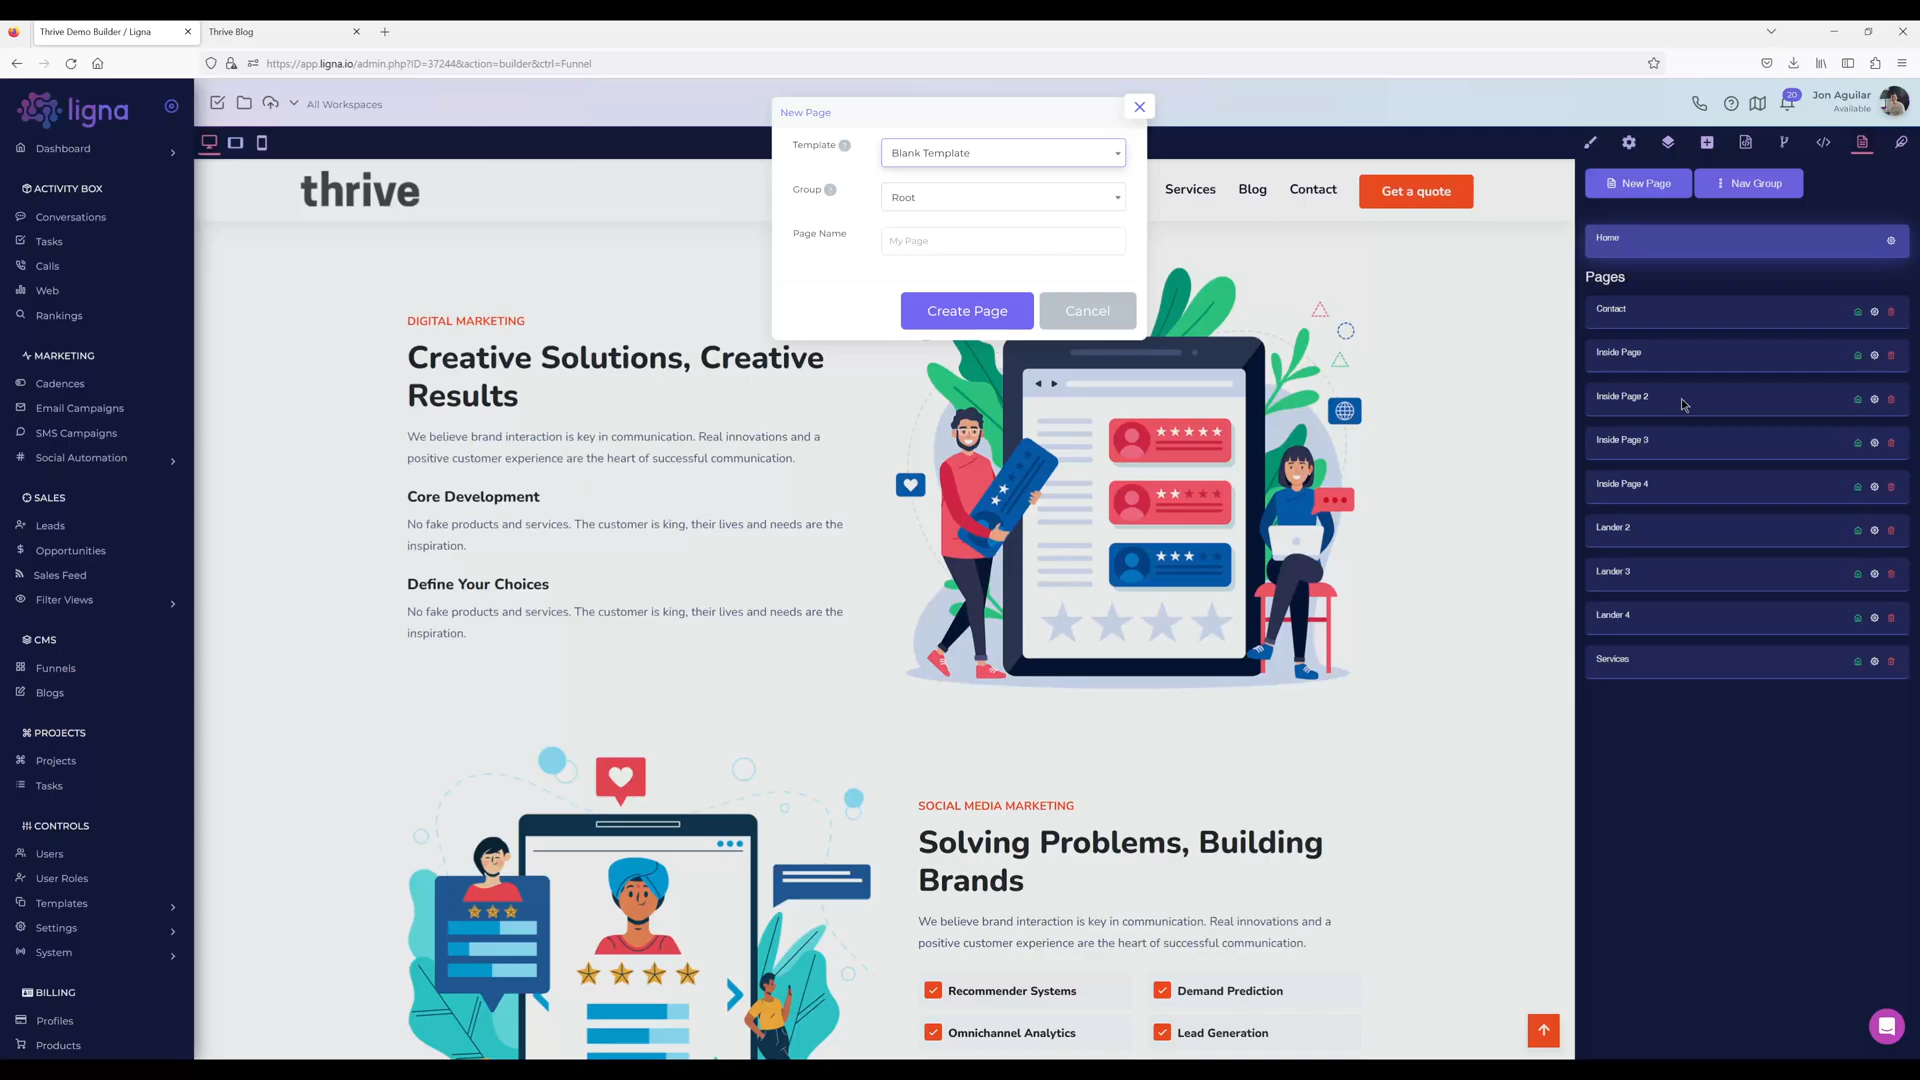 Thrive Demo Builder / Ligna
Thrive Blog
https://app.ligna.io/admin.php?ID=37244&action=builder&ctrl=Funnel
ligna
All Workspaces
20
Jon Aguilar
Available
Dashboard
ACTIVITY BOX
Conversations
Tasks
Calls
Web
Rankings
MARKETING
Cadences
Email Campaigns
SMS Campaigns
Social Automation
SALES
Leads
Opportunities
Sales Feed
Filter Views
CMS
Funnels
Blogs
PROJECTS
Projects
Tasks
CONTROLS
Users
User Roles
Templates
Settings
System
BILLING
Profiles
Products
New Page
Template
Blank Template
Group
Root
Page Name
My Page
Create Page
Cancel
thrive
Services
Blog
Contact
Get a quote
DIGITAL MARKETING
Creative Solutions, Creative
Results
We believe brand interaction is key in communication. Real innovations and a
positive customer experience are the heart of successful communication.
Core Development
No fake products and services. The customer is king, their lives and needs are the
inspiration.
Define Your Choices
No fake products and services. The customer is king, their lives and needs are the
inspiration.
SOCIAL MEDIA MARKETING
Solving Problems, Building
Brands
We believe brand interaction is key in communication. Real innovations and a
positive customer experience are the heart of successful communication.
Recommender Systems
Demand Prediction
Omnichannel Analytics
Lead Generation
New Page
Nav Group
Home
Pages
Contact
Inside Page
Inside Page 2
Inside Page 3
Inside Page 4
Lander 2
Lander 3
Lander 4
Services